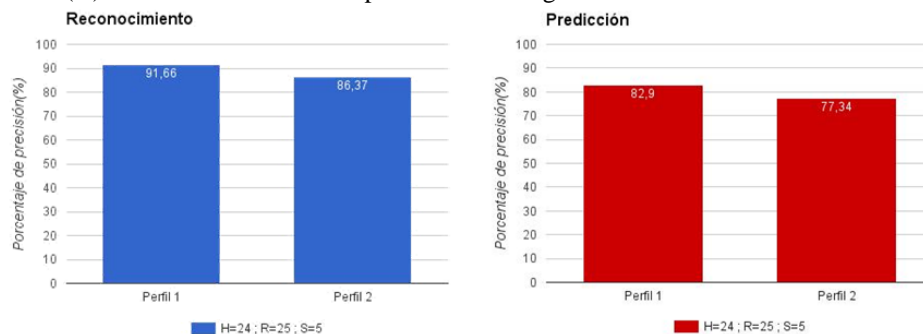 Reconocimiento
Porcentaje de precisión(%)
100
90
80
70
60
50
40
30
20
10
0
91,66
86,37
Perfil 1
Perfil 2
H=24 ; R=25 ; S=5
Predicción
Porcentaje de precisión(%)
100
90
80
70
60
50
40
30
20
10
0
82,9
77,34
Perfil 1
Perfil 2
H=24 ; R=25 ; S=5